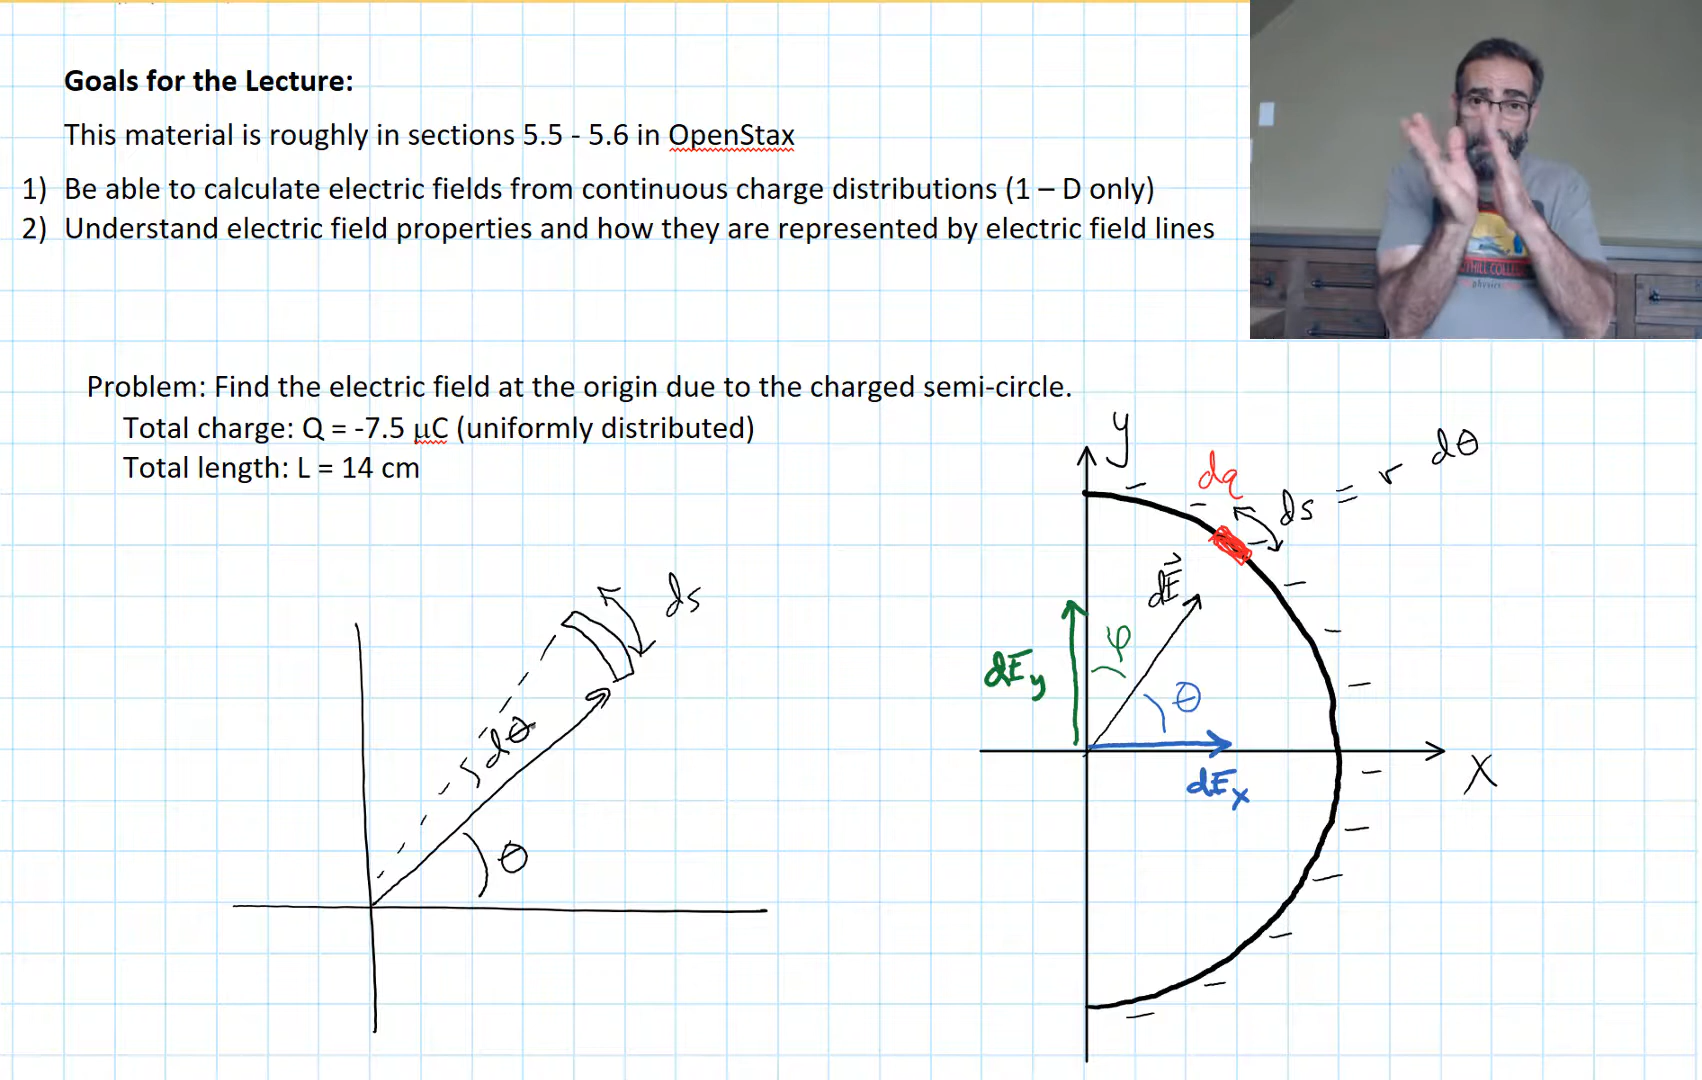 Goals for the Lecture:
This material is roughly in sections 5.5 - 5.6 in OpenStax
1) Be able to calculate electric fields from continuous charge distributions (1 – D only)
2) Understand electric field properties and how they are represented by electric field lines
Problem: Find the electric field at the origin due to the charged semi-circle.
Total charge: Q = -7.5 μC (uniformly distributed)
Total length: L = 14 cm
ds
dθ
θ
y
dq
ds = r dθ
dE⃗
φ
dEy
θ
dEx
X